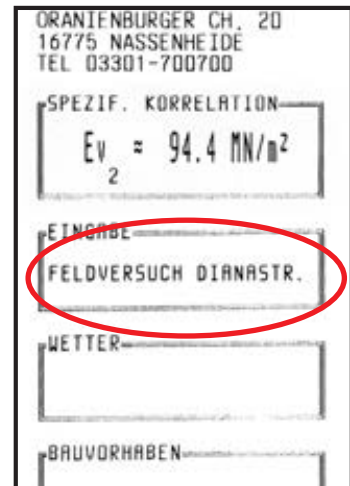 ORANIENBURGER CH. 20
16775 NASSENHEIDE
TEL 03301-700700
SPEZIF. KORRELATION
Ev2 ≈ 94.4 MN/m²
EINGABE
FELDVERSUCH DIANASTR.
WETTER
BAUVORHABEN